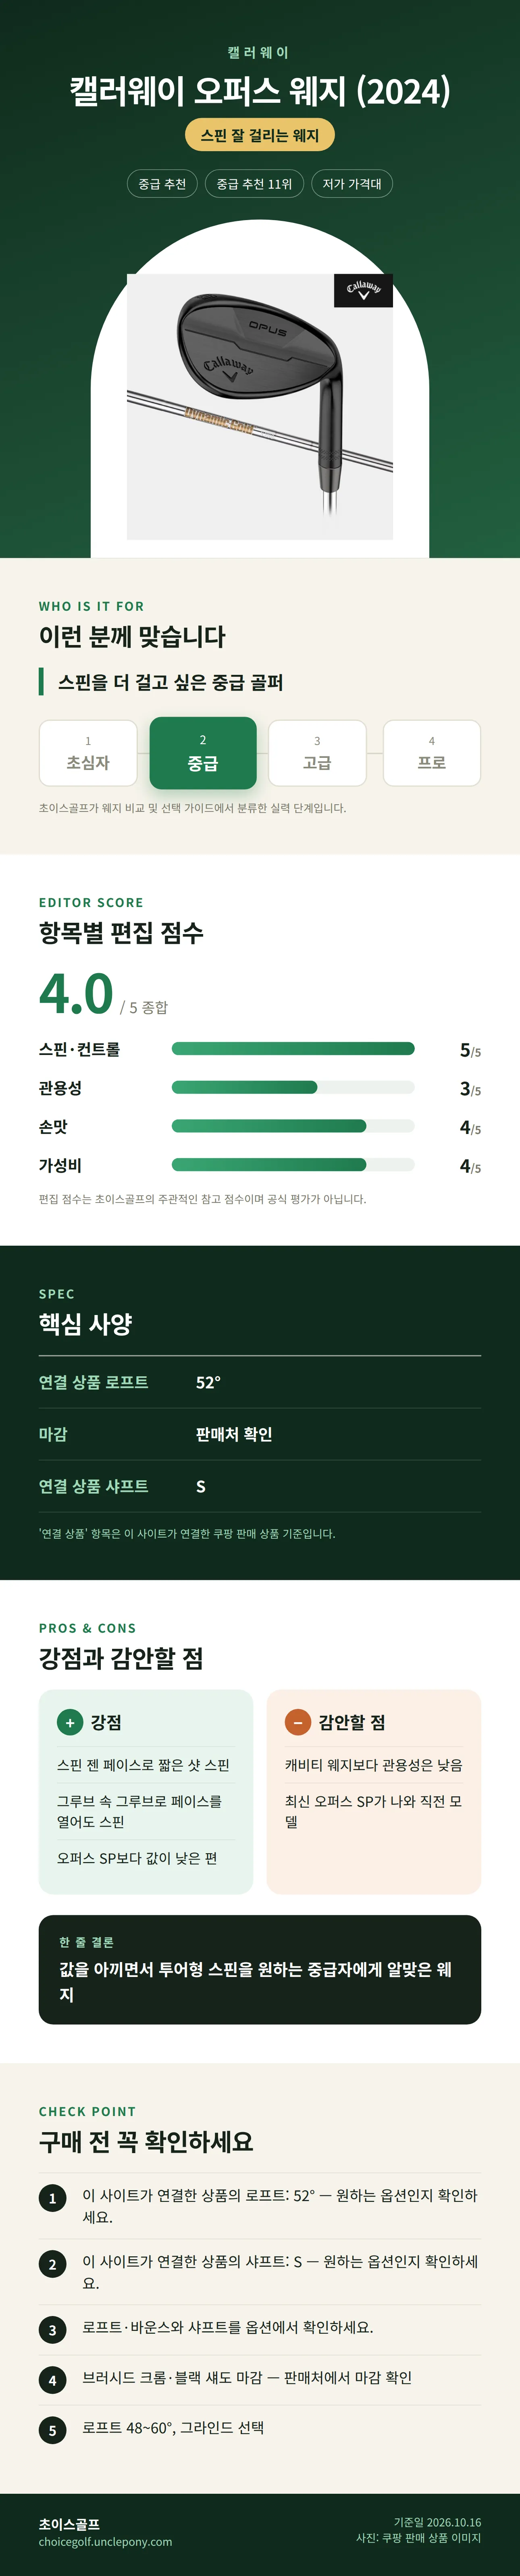 캘러웨이
캘러웨이 오퍼스 웨지 (2024)
스핀 잘 걸리는 웨지
중급 추천
중급 추천 11위
저가 가격대
Callaway
OPUS
Callaway
Dynamic Gold
WHO IS IT FOR
이런 분께 맞습니다
스핀을 더 걸고 싶은 중급 골퍼
1
초심자
2
중급
3
고급
4
프로
초이스골프가 웨지 비교 및 선택 가이드에서 분류한 실력 단계입니다.
EDITOR SCORE
항목별 편집 점수
4.0 / 5 종합
스핀·컨트롤 5/5
관용성 3/5
손맛 4/5
가성비 4/5
편집 점수는 초이스골프의 주관적인 참고 점수이며 공식 평가가 아닙니다.
SPEC
핵심 사양
연결 상품 로프트 52°
마감 판매처 확인
연결 상품 샤프트 S
'연결 상품' 항목은 이 사이트가 연결한 쿠팡 판매 상품 기준입니다.
PROS & CONS
강점과 감안할 점
+ 강점
스핀 젠 페이스로 짧은 샷 스핀
그루브 속 그루브로 페이스를
열어도 스핀
오퍼스 SP보다 값이 낮은 편
− 감안할 점
캐비티 웨지보다 관용성은 낮음
최신 오퍼스 SP가 나와 직전 모
델
한 줄 결론
값을 아끼면서 투어형 스핀을 원하는 중급자에게 알맞은 웨
지
CHECK POINT
구매 전 꼭 확인하세요
1 이 사이트가 연결한 상품의 로프트: 52° — 원하는 옵션인지 확인하
세요.
2 이 사이트가 연결한 상품의 샤프트: S — 원하는 옵션인지 확인하세
요.
3 로프트·바운스와 샤프트를 옵션에서 확인하세요.
4 브러시드 크롬·블랙 섀도 마감 — 판매처에서 마감 확인
5 로프트 48~60°, 그라인드 선택
초이스골프
choicegolf.unclepony.com
기준일 2026.10.16
사진: 쿠팡 판매 상품 이미지